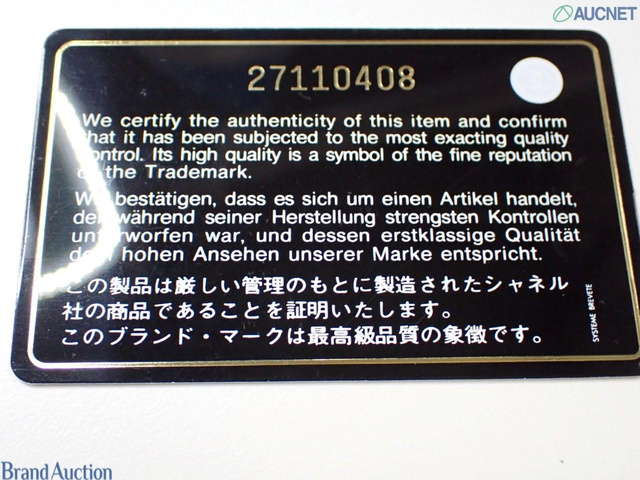 AUCNET
27110408
We certify the authenticity of this item and confirm
that it has been subjected to the most exacting quality
control. Its high quality is a symbol of the fine reputation
of the Trademark.
Wir bestätigen, dass es sich um einen Artikel handelt,
der während seiner Herstellung strengsten Kontrollen
unterworfen war, und dessen erstklassige Qualität
dem hohen Ansehen unserer Marke entspricht.
この製品は厳しい管理のもとに製造されたシャネル
社の商品であることを証明いたします。
このブランド・マークは最高級品質の象徴です。
SYSTEME BREVETE
Brand Auction